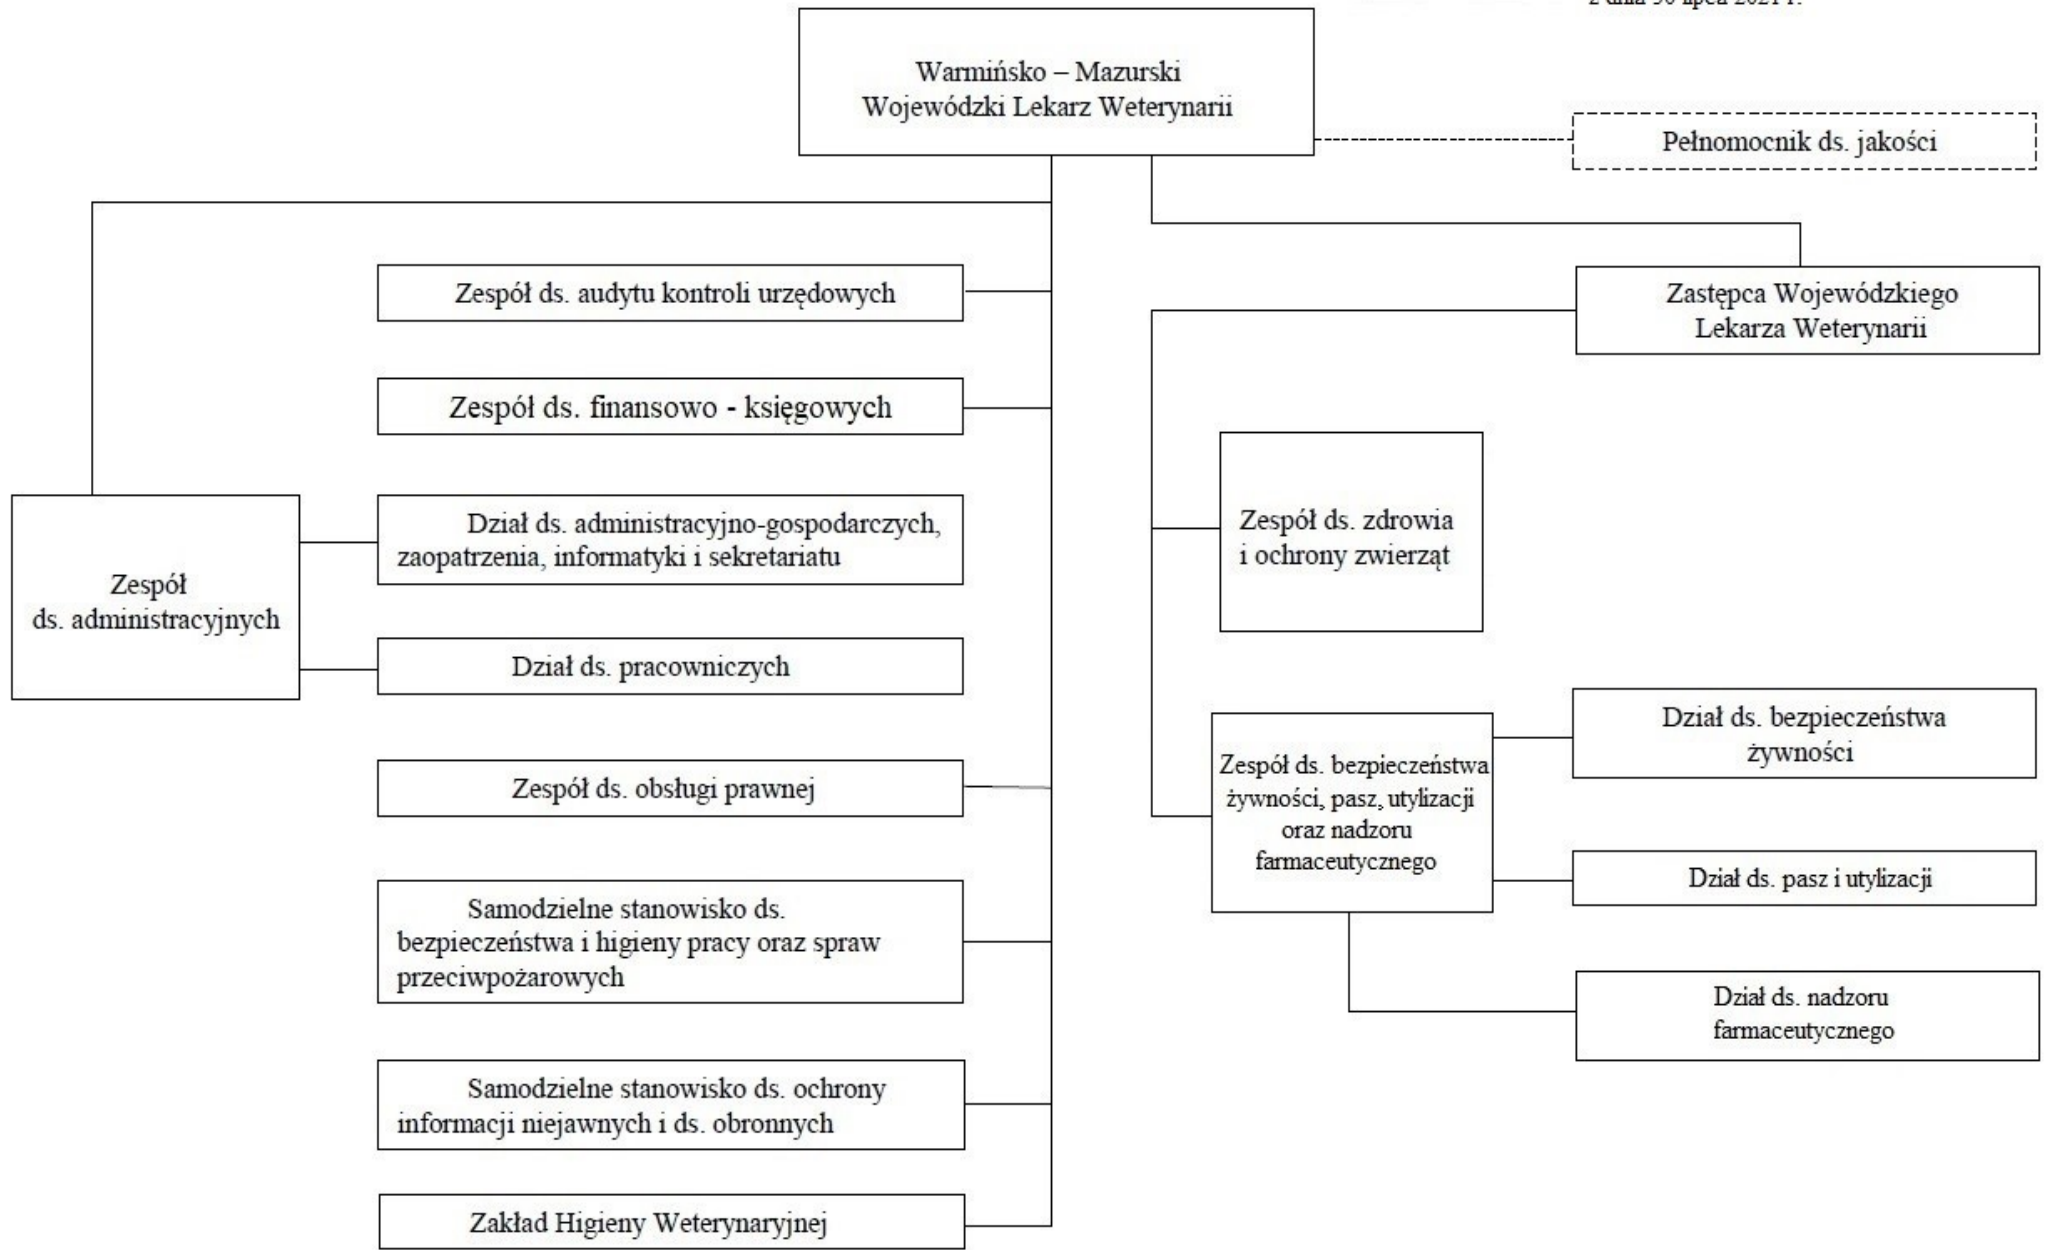 z dnia 30 lipca 2021 r.
Warmińsko – Mazurski
Wojewódzki Lekarz Weterynarii
Pełnomocnik ds. jakości
Zespół ds. audytu kontroli urzędowych
Zastępca Wojewódzkiego
Lekarza Weterynarii
Zespół ds. finansowo - księgowych
Dział ds. administracyjno-gospodarczych,
zaopatrzenia, informatyki i sekretariatu
Zespół ds. zdrowia
i ochrony zwierząt
Zespół
ds. administracyjnych
Dział ds. pracowniczych
Dział ds. bezpieczeństwa
żywności
Zespół ds. bezpieczeństwa
żywności, pasz, utylizacji
oraz nadzoru
farmaceutycznego
Zespół ds. obsługi prawnej
Dział ds. pasz i utylizacji
Samodzielne stanowisko ds.
bezpieczeństwa i higieny pracy oraz spraw
przeciwpożarowych
Dział ds. nadzoru
farmaceutycznego
Samodzielne stanowisko ds. ochrony
informacji niejawnych i ds. obronnych
Zakład Higieny Weterynaryjnej